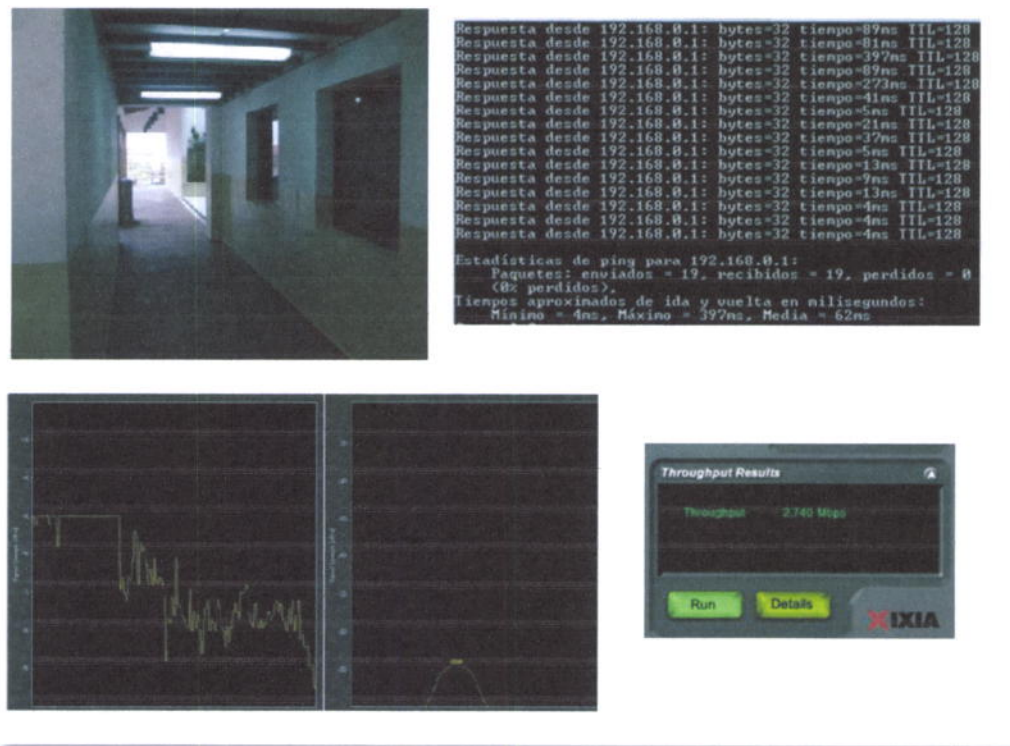 Respuesta desde 192.168.0.1: bytes=32 tiempo=89ms TTL=128
Respuesta desde 192.168.0.1: bytes=32 tiempo=81ms TTL=128
Respuesta desde 192.168.0.1: bytes=32 tiempo=397ms TTL=128
Respuesta desde 192.168.0.1: bytes=32 tiempo=89ms TTL=128
Respuesta desde 192.168.0.1: bytes=32 tiempo=273ms TTL=128
Respuesta desde 192.168.0.1: bytes=32 tiempo=41ms TTL=128
Respuesta desde 192.168.0.1: bytes=32 tiempo=5ms TTL=128
Respuesta desde 192.168.0.1: bytes=32 tiempo=21ms TTL=128
Respuesta desde 192.168.0.1: bytes=32 tiempo=37ms TTL=128
Respuesta desde 192.168.0.1: bytes=32 tiempo=5ms TTL=128
Respuesta desde 192.168.0.1: bytes=32 tiempo=13ms TTL=128
Respuesta desde 192.168.0.1: bytes=32 tiempo=9ms TTL=128
Respuesta desde 192.168.0.1: bytes=32 tiempo=13ms TTL=128
Respuesta desde 192.168.0.1: bytes=32 tiempo=4ms TTL=128
Respuesta desde 192.168.0.1: bytes=32 tiempo=4ms TTL=128
Respuesta desde 192.168.0.1: bytes=32 tiempo=4ms TTL=128
Estadísticas de ping para 192.168.0.1:
Paquetes: enviados = 19, recibidos = 19, perdidos = 0
(0% perdidos),
Tiempos aproximados de ida y vuelta en milisegundos:
Mínimo = 4ms, Máximo = 397ms, Media = 62ms
Throughput Results
Throughput 2.740 Mbps
Run Details
IXIA